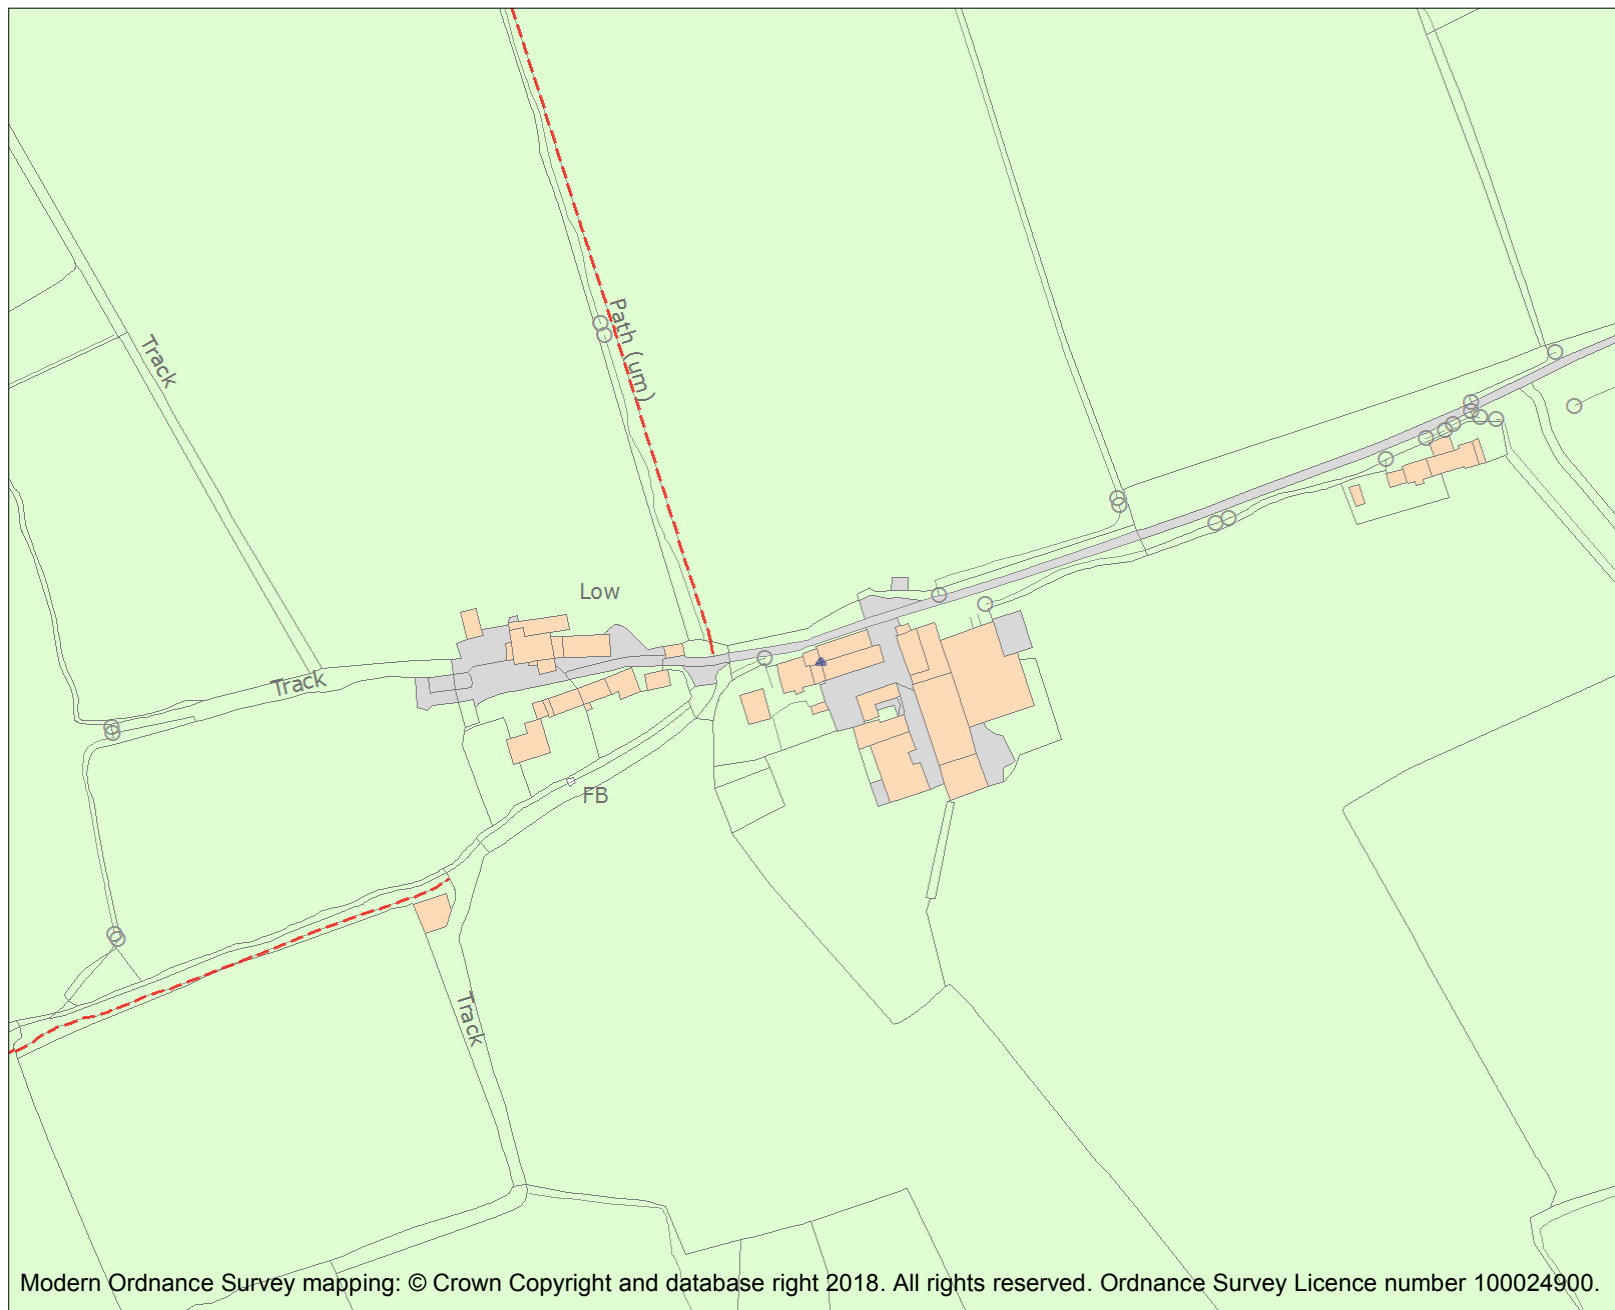 Path (um)
Track
Low
Track
FB
Track
Modern Ordnance Survey mapping: © Crown Copyright and database right 2018. All rights reserved. Ordnance Survey Licence number 100024900.